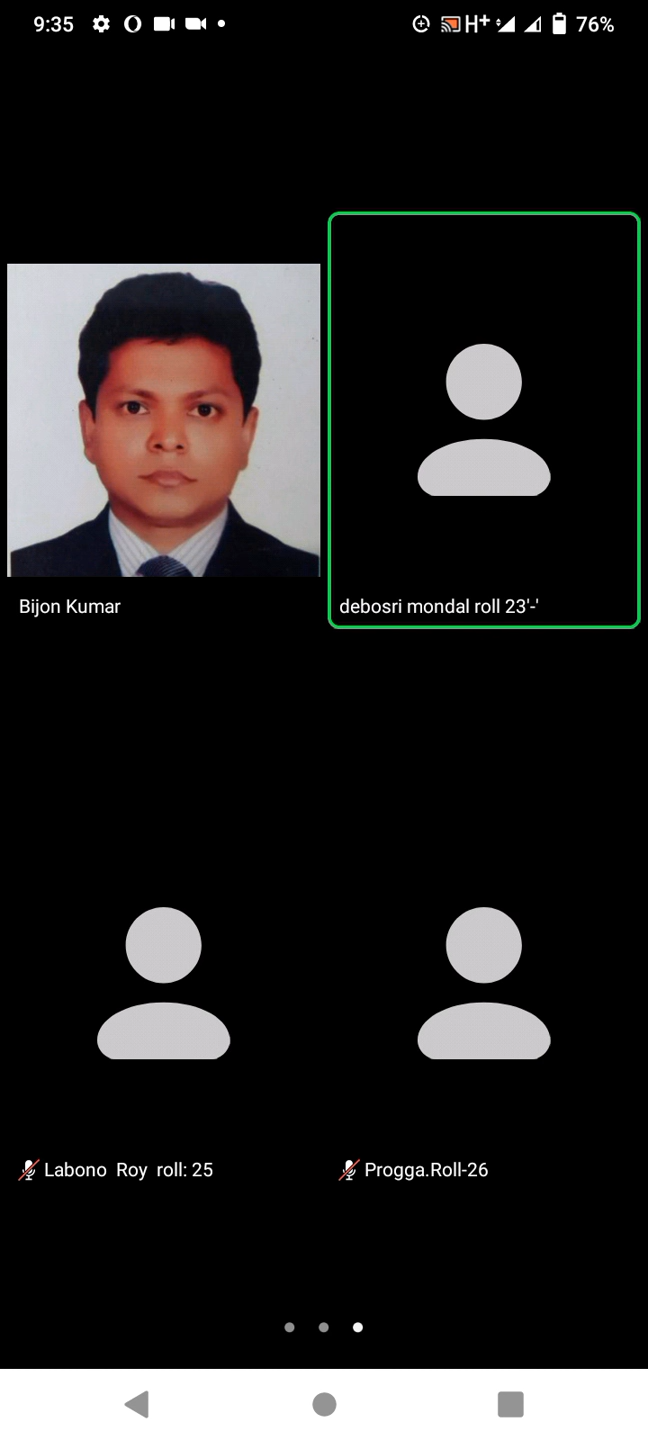 9:35 H+ 76%
Bijon Kumar
debosri mondal roll 23'-'
Labono Roy roll: 25
Progga.Roll-26